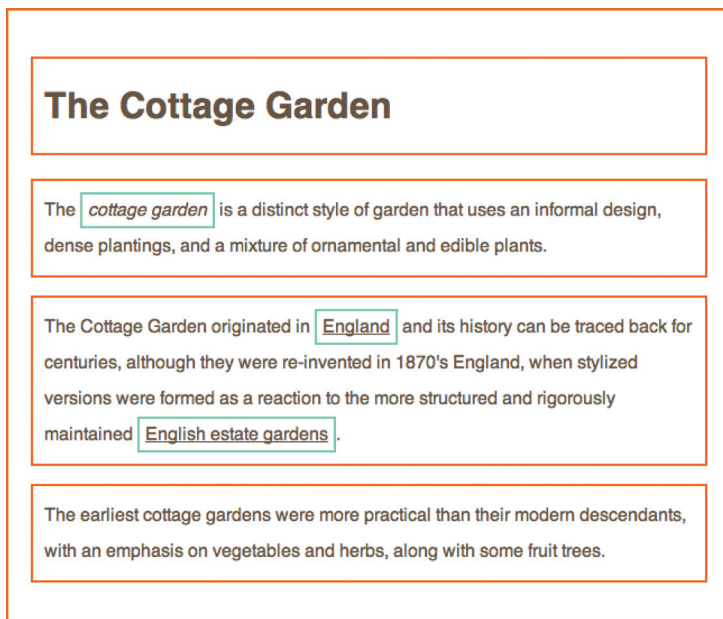 The Cottage Garden
The cottage garden is a distinct style of garden that uses an informal design,
dense plantings, and a mixture of ornamental and edible plants.
The Cottage Garden originated in England and its history can be traced back for
centuries, although they were re-invented in 1870's England, when stylized
versions were formed as a reaction to the more structured and rigorously
maintained English estate gardens.
The earliest cottage gardens were more practical than their modern descendants,
with an emphasis on vegetables and herbs, along with some fruit trees.